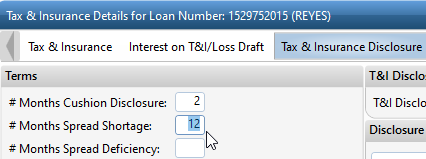 Tax & Insurance Details for Loan Number: 1529752015 (REYES)
Tax & Insurance Interest on T&I/Loss Draft Tax & Insurance Disclosure
Terms
# Months Cushion Disclosure: 2
# Months Spread Shortage: 12
# Months Spread Deficiency:
T&I Disclo
T&I Disclo
Disclosure